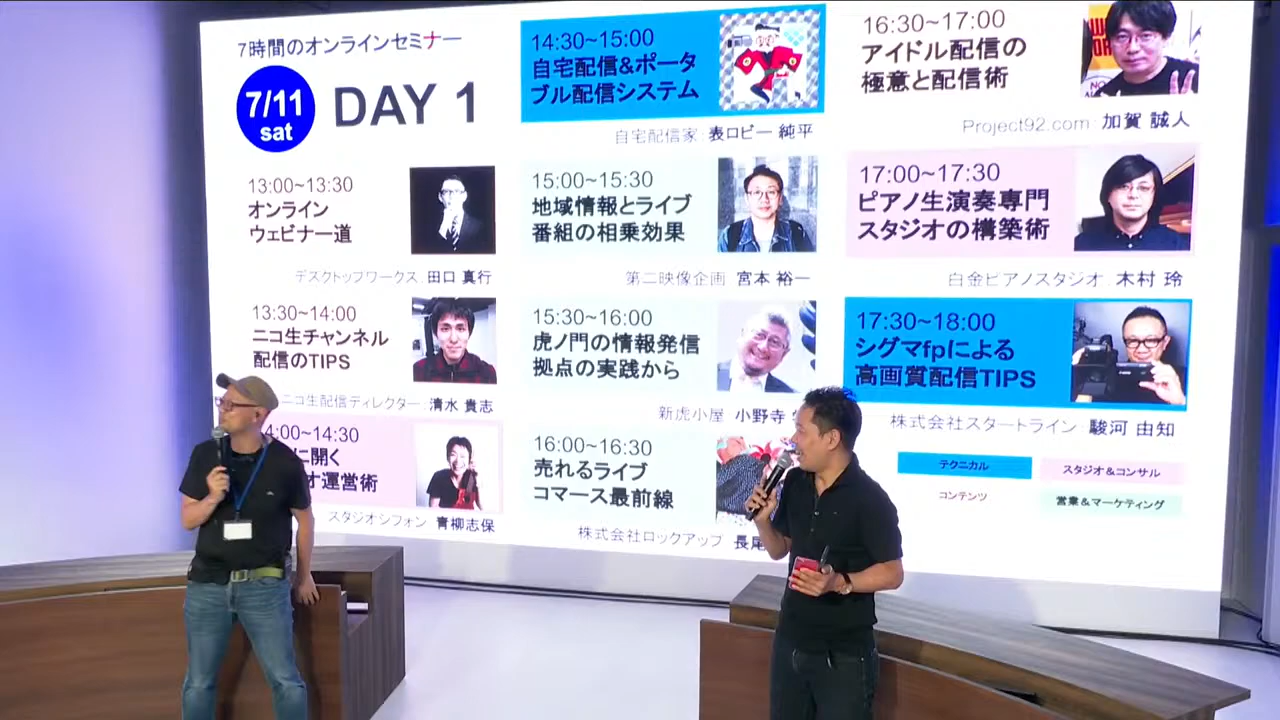 7時間のオンラインセミナー
7/11
sat
DAY 1
13:00~13:30
オンライン
ウェビナー道
デスクトップワークス 田口 真行
13:30~14:00
ニコ生チャンネル
配信のTIPS
ニコ生配信ディレクター 清水 貴志
14:00~14:30
に開く
オ運営術
スタジオシフォン 青柳志保
14:30~15:00
自宅配信&ポータ
ブル配信システム
自宅配信家 表ロビー 純平
15:00~15:30
地域情報とライブ
番組の相乗効果
第二映像企画 宮本 裕一
15:30~16:00
虎ノ門の情報発信
拠点の実践から
新虎小屋 小野寺
16:00~16:30
売れるライブ
コマース最前線
株式会社ロックアップ 長尾
16:30~17:00
アイドル配信の
極意と配信術
Project92.com 加賀 誠人
17:00~17:30
ピアノ生演奏専門
スタジオの構築術
白金ピアノスタジオ 木村 玲
17:30~18:00
シグマfpによる
高画質配信TIPS
株式会社スタートライン 駿河 由知
テクニカル
スタジオ&コンサル
コンテンツ
営業&マーケティング